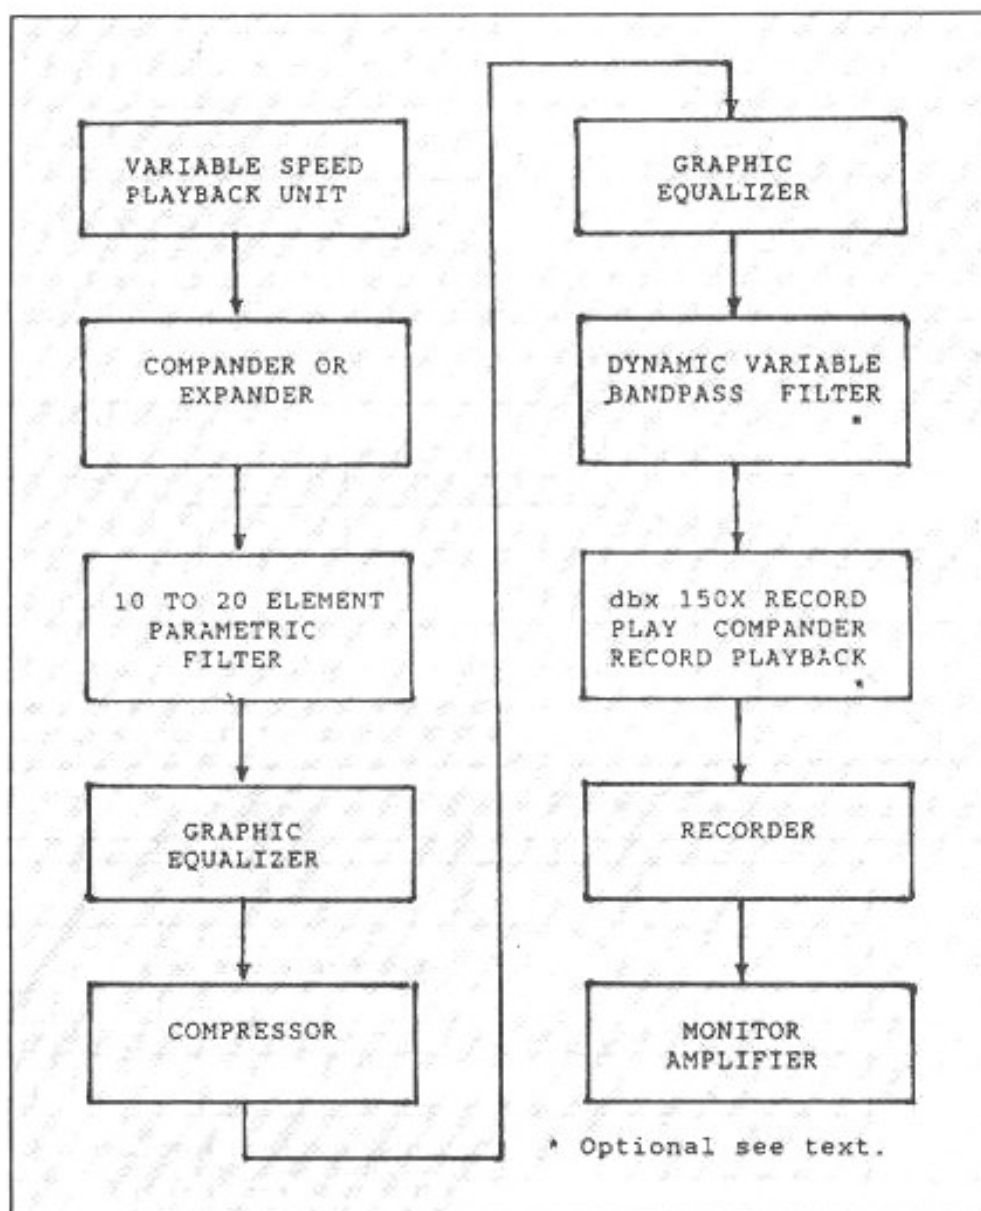 VARIABLE SPEED
PLAYBACK UNIT
COMPANDER OR
EXPANDER
10 TO 20 ELEMENT
PARAMETRIC
FILTER
GRAPHIC
EQUALIZER
COMPRESSOR
GRAPHIC
EQUALIZER
DYNAMIC VARIABLE
BANDPASS FILTER
*
dbx 150X RECORD
PLAY COMPANDER
RECORD PLAYBACK
*
RECORDER
MONITOR
AMPLIFIER
* Optional see text.